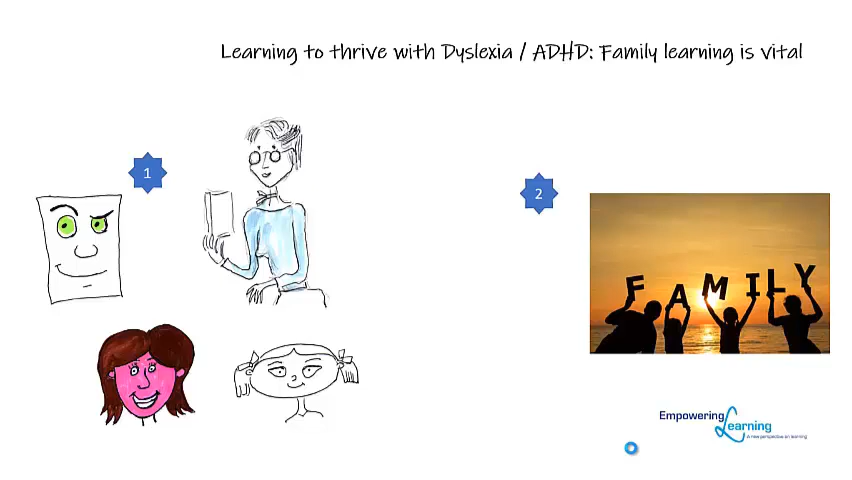 Learning to thrive with Dyslexia / ADHD: Family learning is vital
1
2
FAMILY
Empowering
Learning
A new perspective on learning